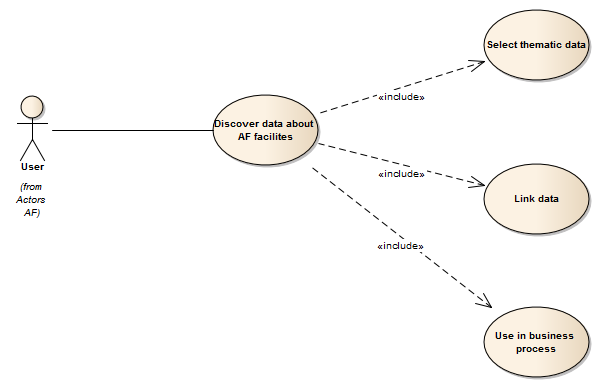 Select thematic data
«include»
Discover data about
AF facilites
User
(from
Actors
AF)
«include»
Link data
«include»
Use in business
process